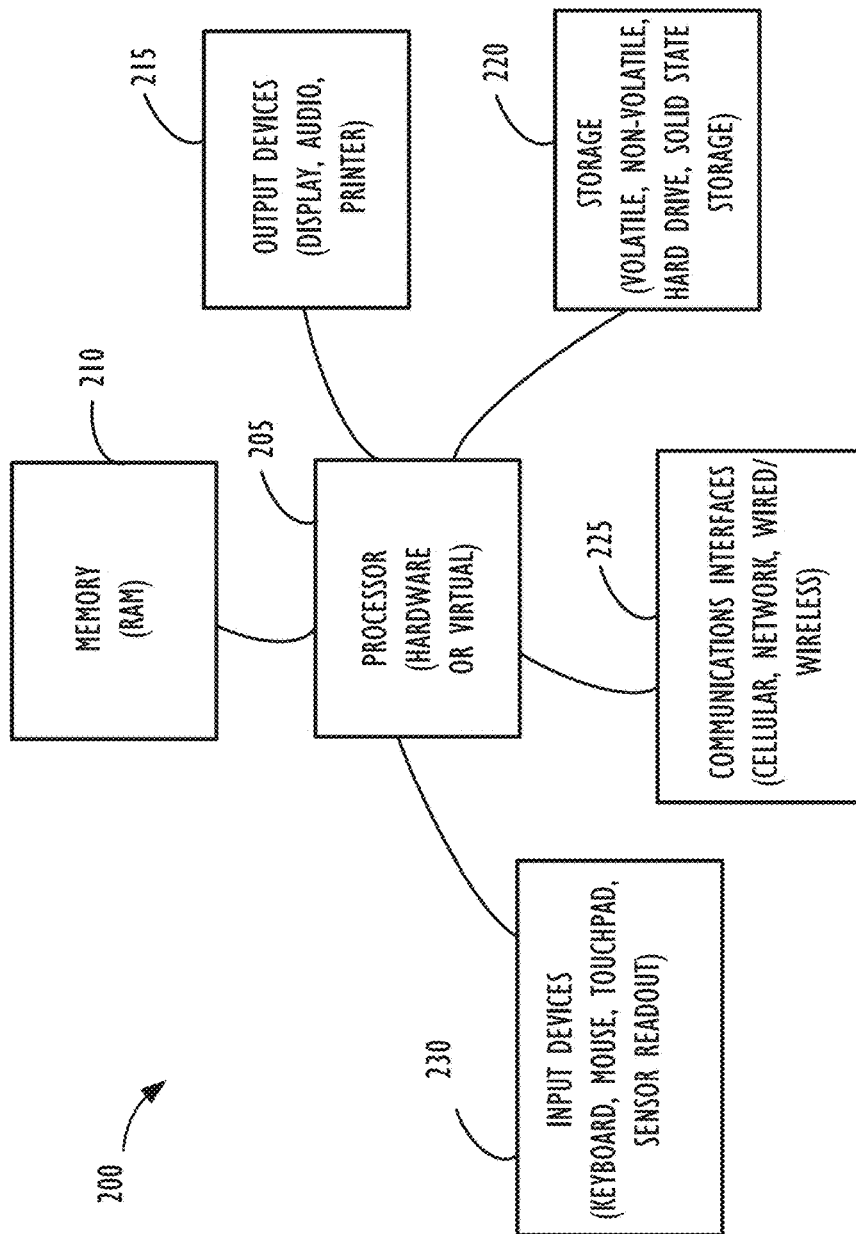 200
MEMORY
(RAM)
210
PROCESSOR
(HARDWARE
OR VIRTUAL)
205
OUTPUT DEVICES
(DISPLAY, AUDIO,
PRINTER)
215
INPUT DEVICES
(KEYBOARD, MOUSE, TOUCHPAD,
SENSOR READOUT)
230
COMMUNICATIONS INTERFACES
(CELLULAR, NETWORK, WIRED/
WIRELESS)
225
STORAGE
(VOLATILE, NON-VOLATILE,
HARD DRIVE, SOLID STATE
STORAGE)
220